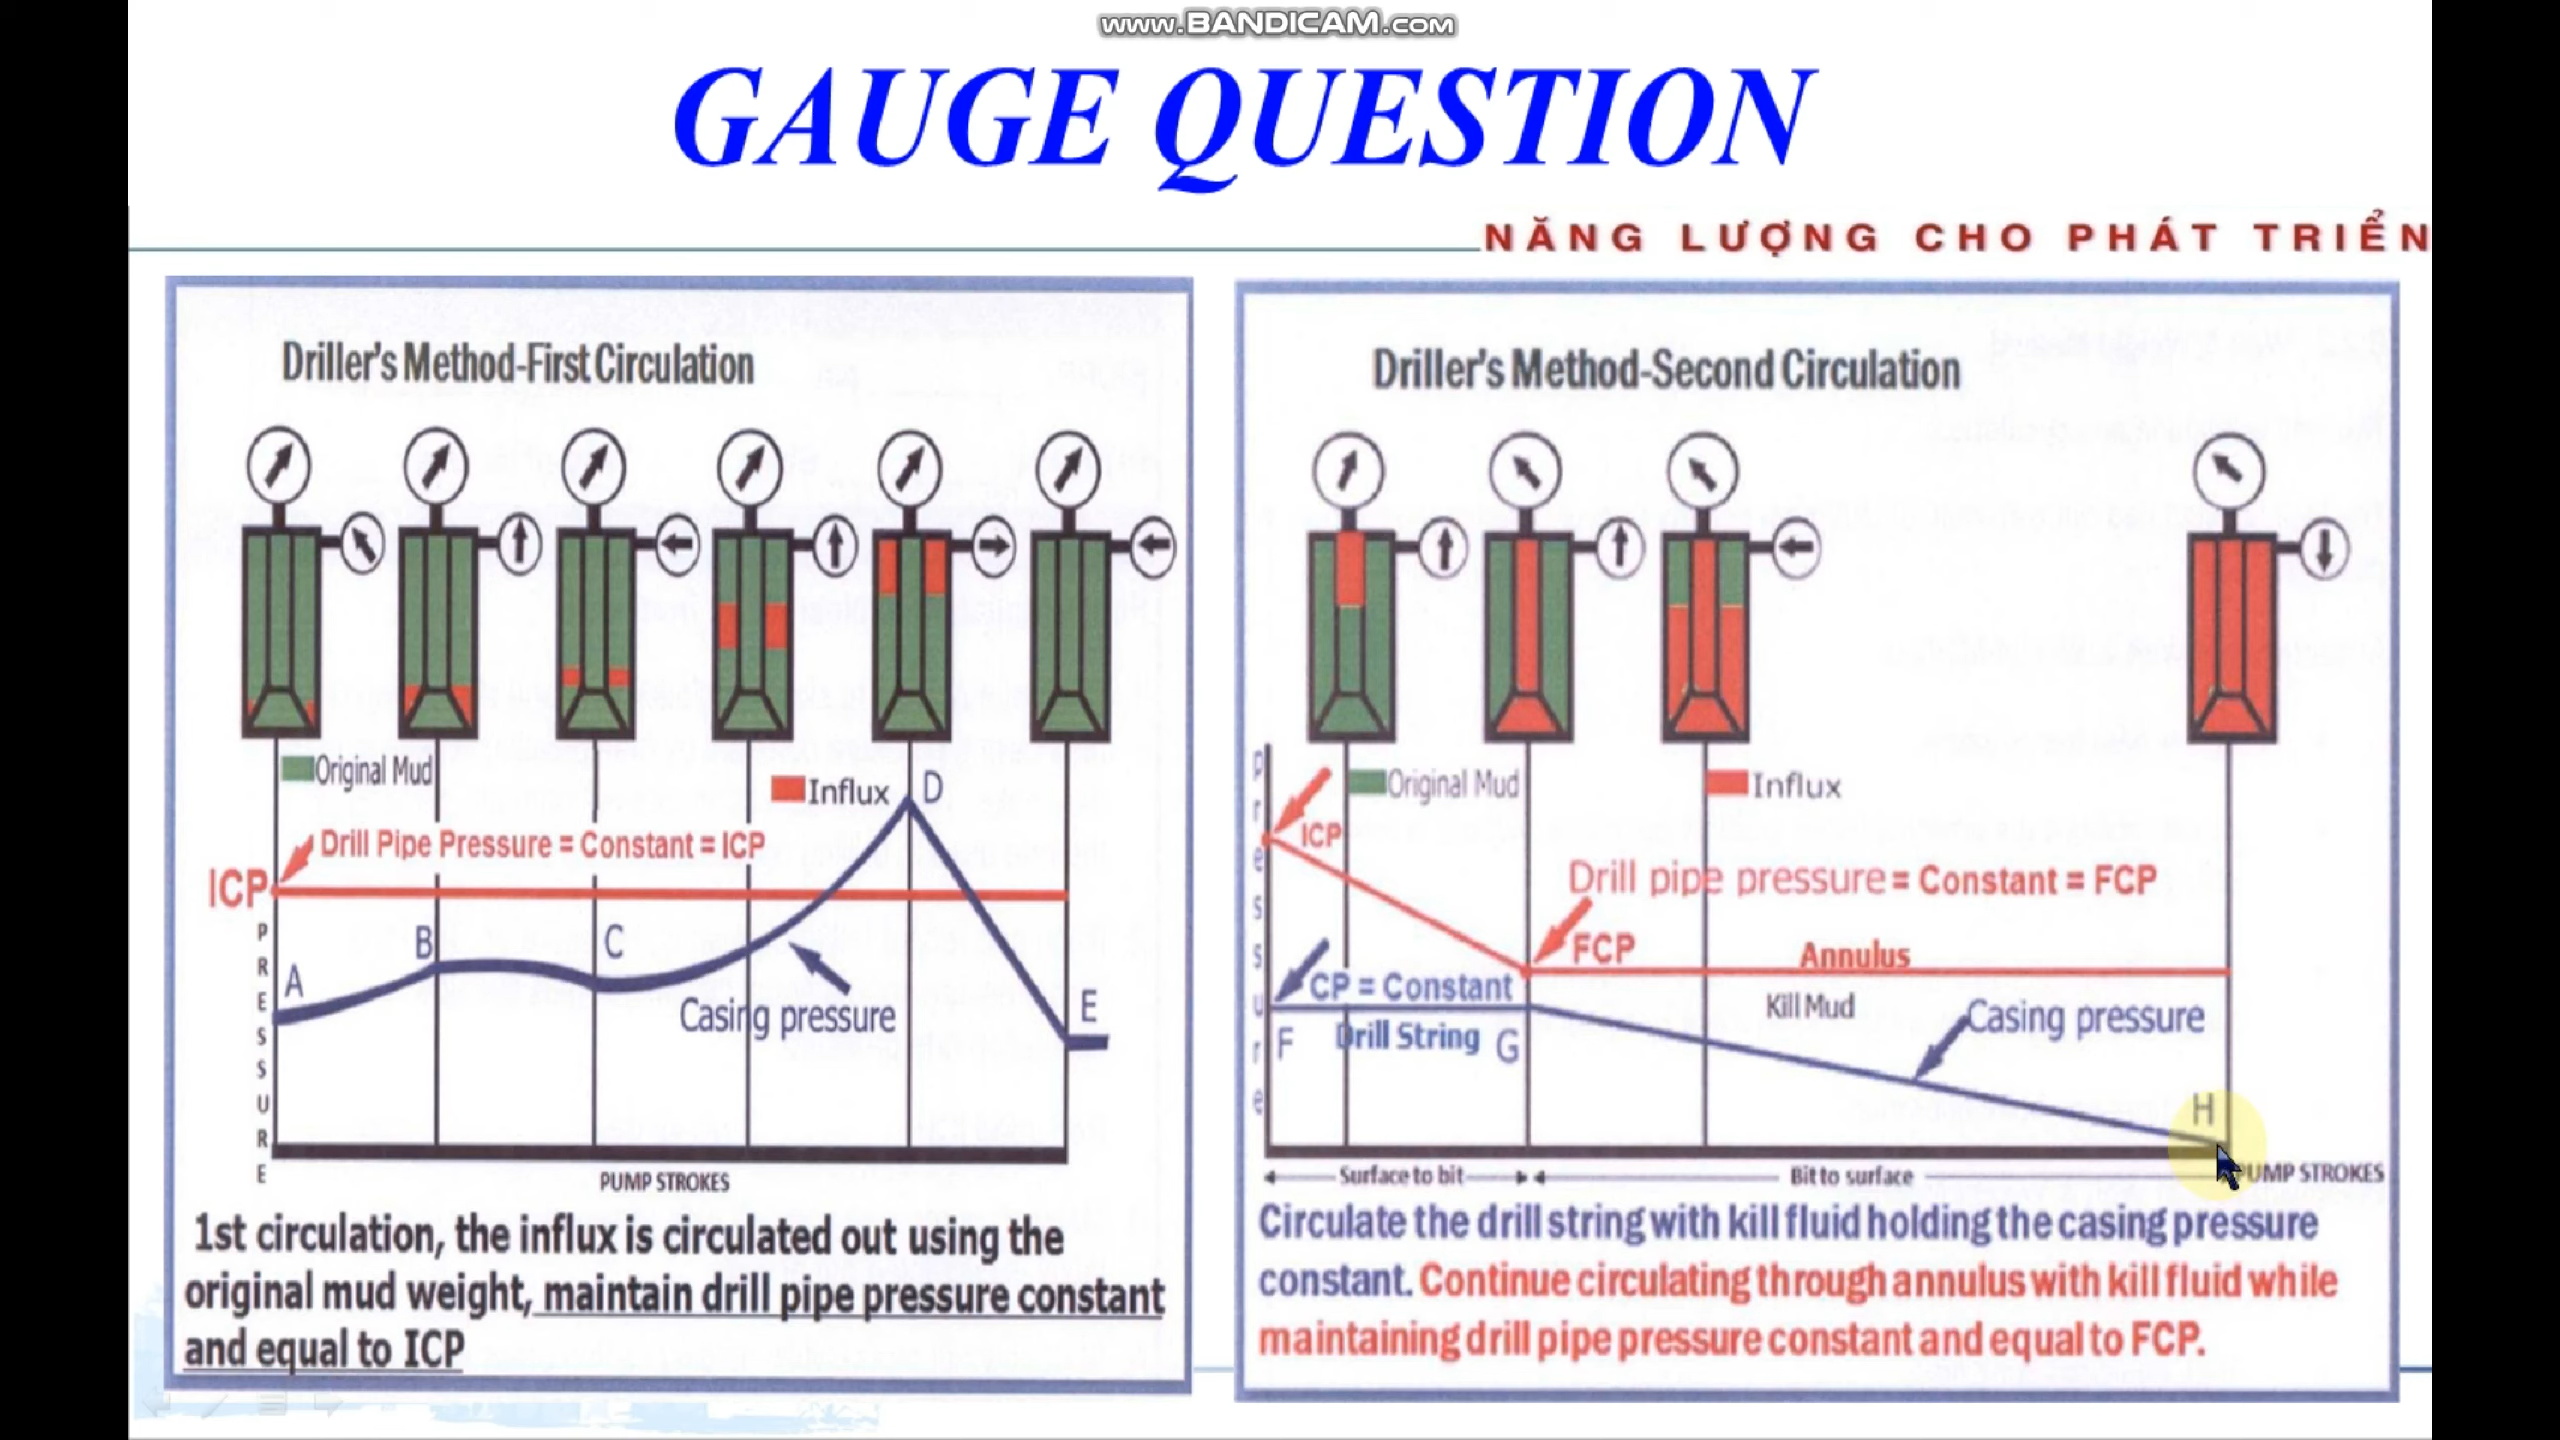 www.BANDICAM.com
GAUGE QUESTION
NĂNG LƯỢNG CHO PHÁT TRIỂN
Driller's Method-First Circulation
Original Mud
Influx
D
Drill Pipe Pressure = Constant = ICP
ICP
B
C
A
E
Casing pressure
PRESSURE
PUMP STROKES
1st circulation, the influx is circulated out using the
original mud weight, maintain drill pipe pressure constant
and equal to ICP
Driller's Method-Second Circulation
Original Mud
Influx
ICP
Drill pipe pressure = Constant = FCP
FCP
Annulus
CP = Constant
Kill Mud
Casing pressure
F
Drill String
G
H
Pressure
Surface to bit
Bit to surface
PUMP STROKES
Circulate the drill string with kill fluid holding the casing pressure
constant. Continue circulating through annulus with kill fluid while
maintaining drill pipe pressure constant and equal to FCP.